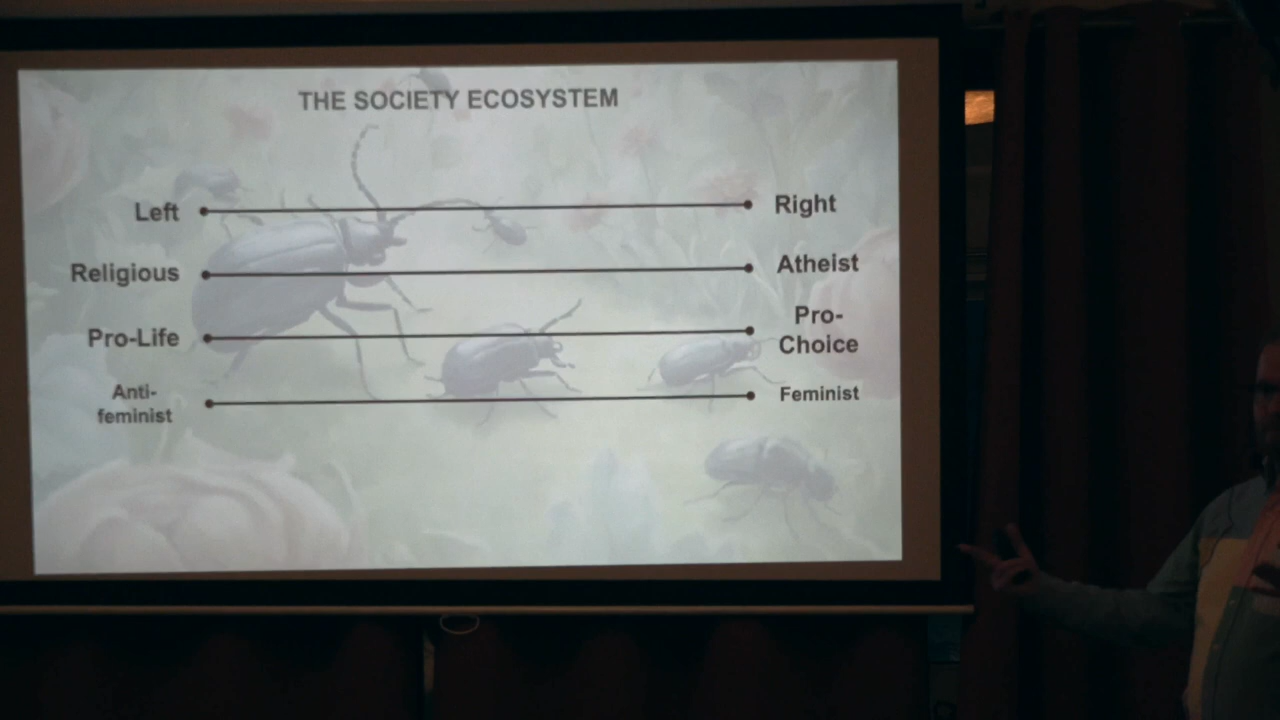 THE SOCIETY ECOSYSTEM
Left
Right
Religious
Atheist
Pro-Life
Pro-
Choice
Anti-
feminist
Feminist